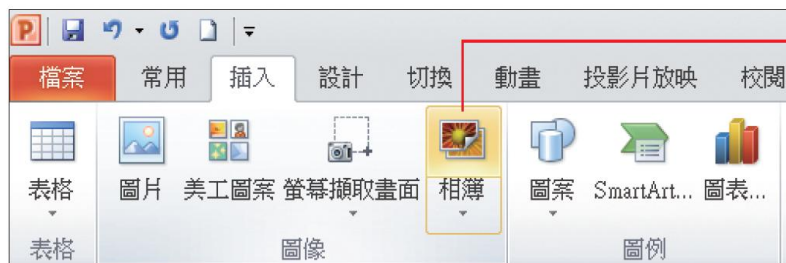 P
檔案 常用 插入 設計 切換 動畫 投影片放映 校閱
表格 圖片 美工圖案 螢幕擷取畫面 相簿 圖案 SmartArt... 圖表...
表格 圖像 圖例